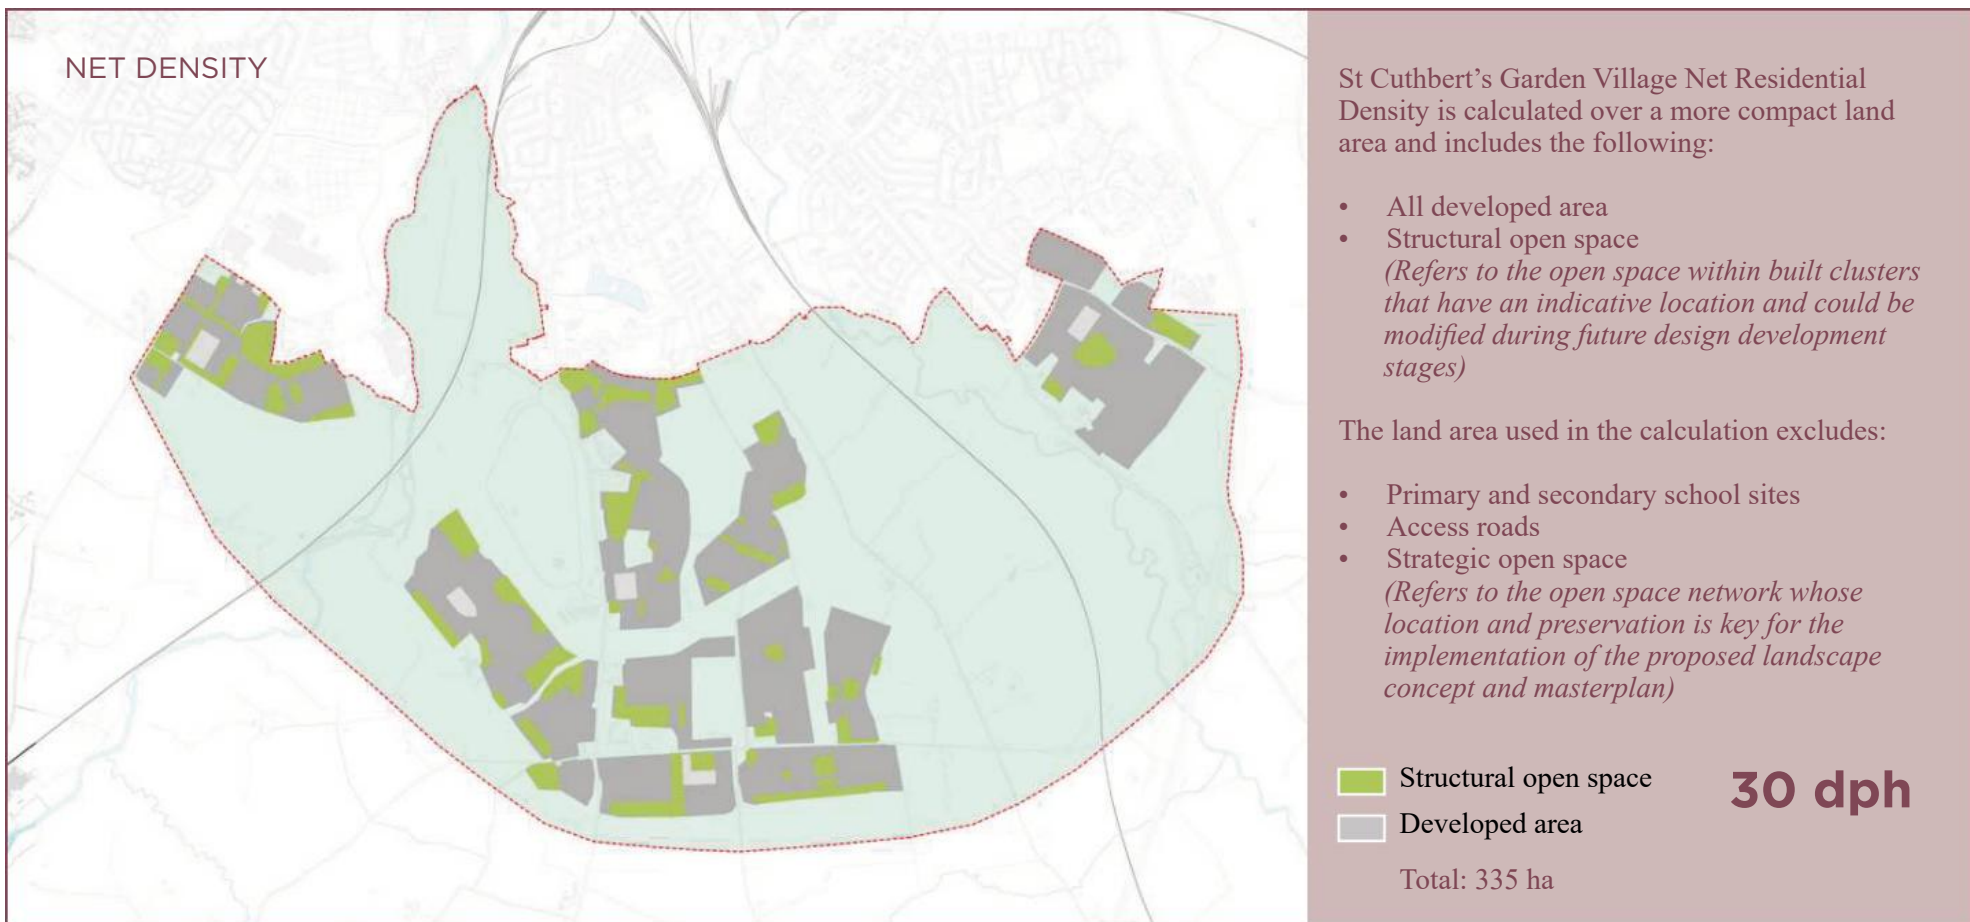 NET DENSITY
St Cuthbert’s Garden Village Net Residential
Density is calculated over a more compact land
area and includes the following:
• All developed area
• Structural open space
(Refers to the open space within built clusters
that have an indicative location and could be
modified during future design development
stages)
The land area used in the calculation excludes:
• Primary and secondary school sites
• Access roads
• Strategic open space
(Refers to the open space network whose
location and preservation is key for the
implementation of the proposed landscape
concept and masterplan)
Structural open space
30 dph
Developed area
Total: 335 ha